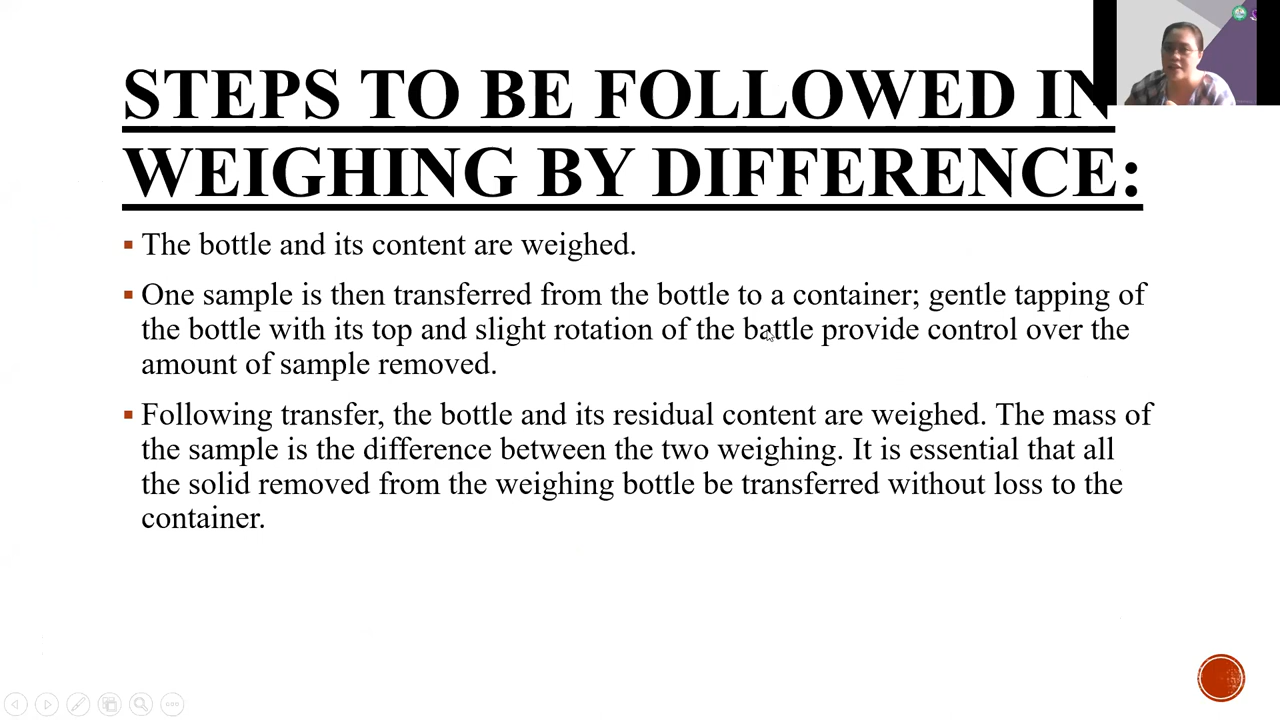 STEPS TO BE FOLLOWED IN
WEIGHING BY DIFFERENCE:
The bottle and its content are weighed.
One sample is then transferred from the bottle to a container; gentle tapping of
the bottle with its top and slight rotation of the battle provide control over the
amount of sample removed.
Following transfer, the bottle and its residual content are weighed. The mass of
the sample is the difference between the two weighing. It is essential that all
the solid removed from the weighing bottle be transferred without loss to the
container.